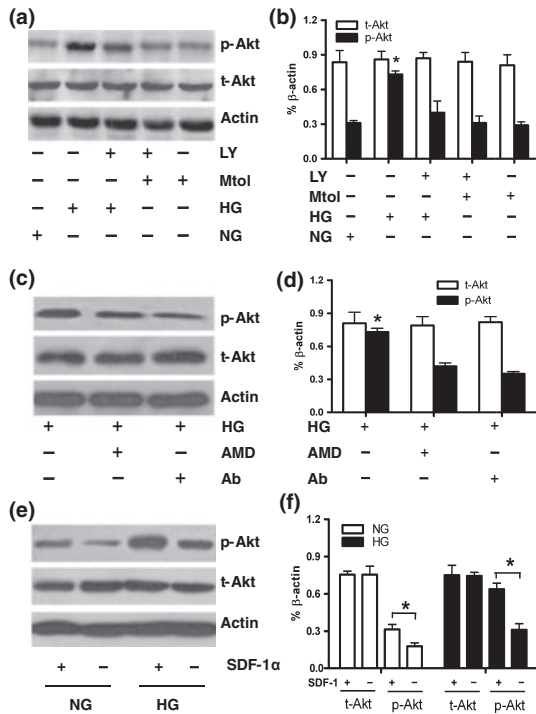 (a)
p-Akt
t-Akt
Actin
− − + + − LY
− − − + + Mtol
− + + − − HG
+ − − − − NG
(b)
t-Akt
p-Akt
% β-actin
1.2
0.9
0.6
0.3
0.0
*
LY − − + + −
Mtol − − − + +
HG − + + − −
NG + − − − −
(c)
p-Akt
t-Akt
Actin
+ + + HG
− + − AMD
− − + Ab
(d)
t-Akt
p-Akt
% β-actin
1.2
0.9
0.6
0.3
0.0
*
HG + + +
AMD − + −
Ab − − +
(e)
p-Akt
t-Akt
Actin
+ − + − SDF-1α
NG HG
(f)
NG
HG
% β-actin
1.2
0.9
0.6
0.3
0.0
* *
SDF-1 + − + − + − + −
t-Akt p-Akt t-Akt p-Akt